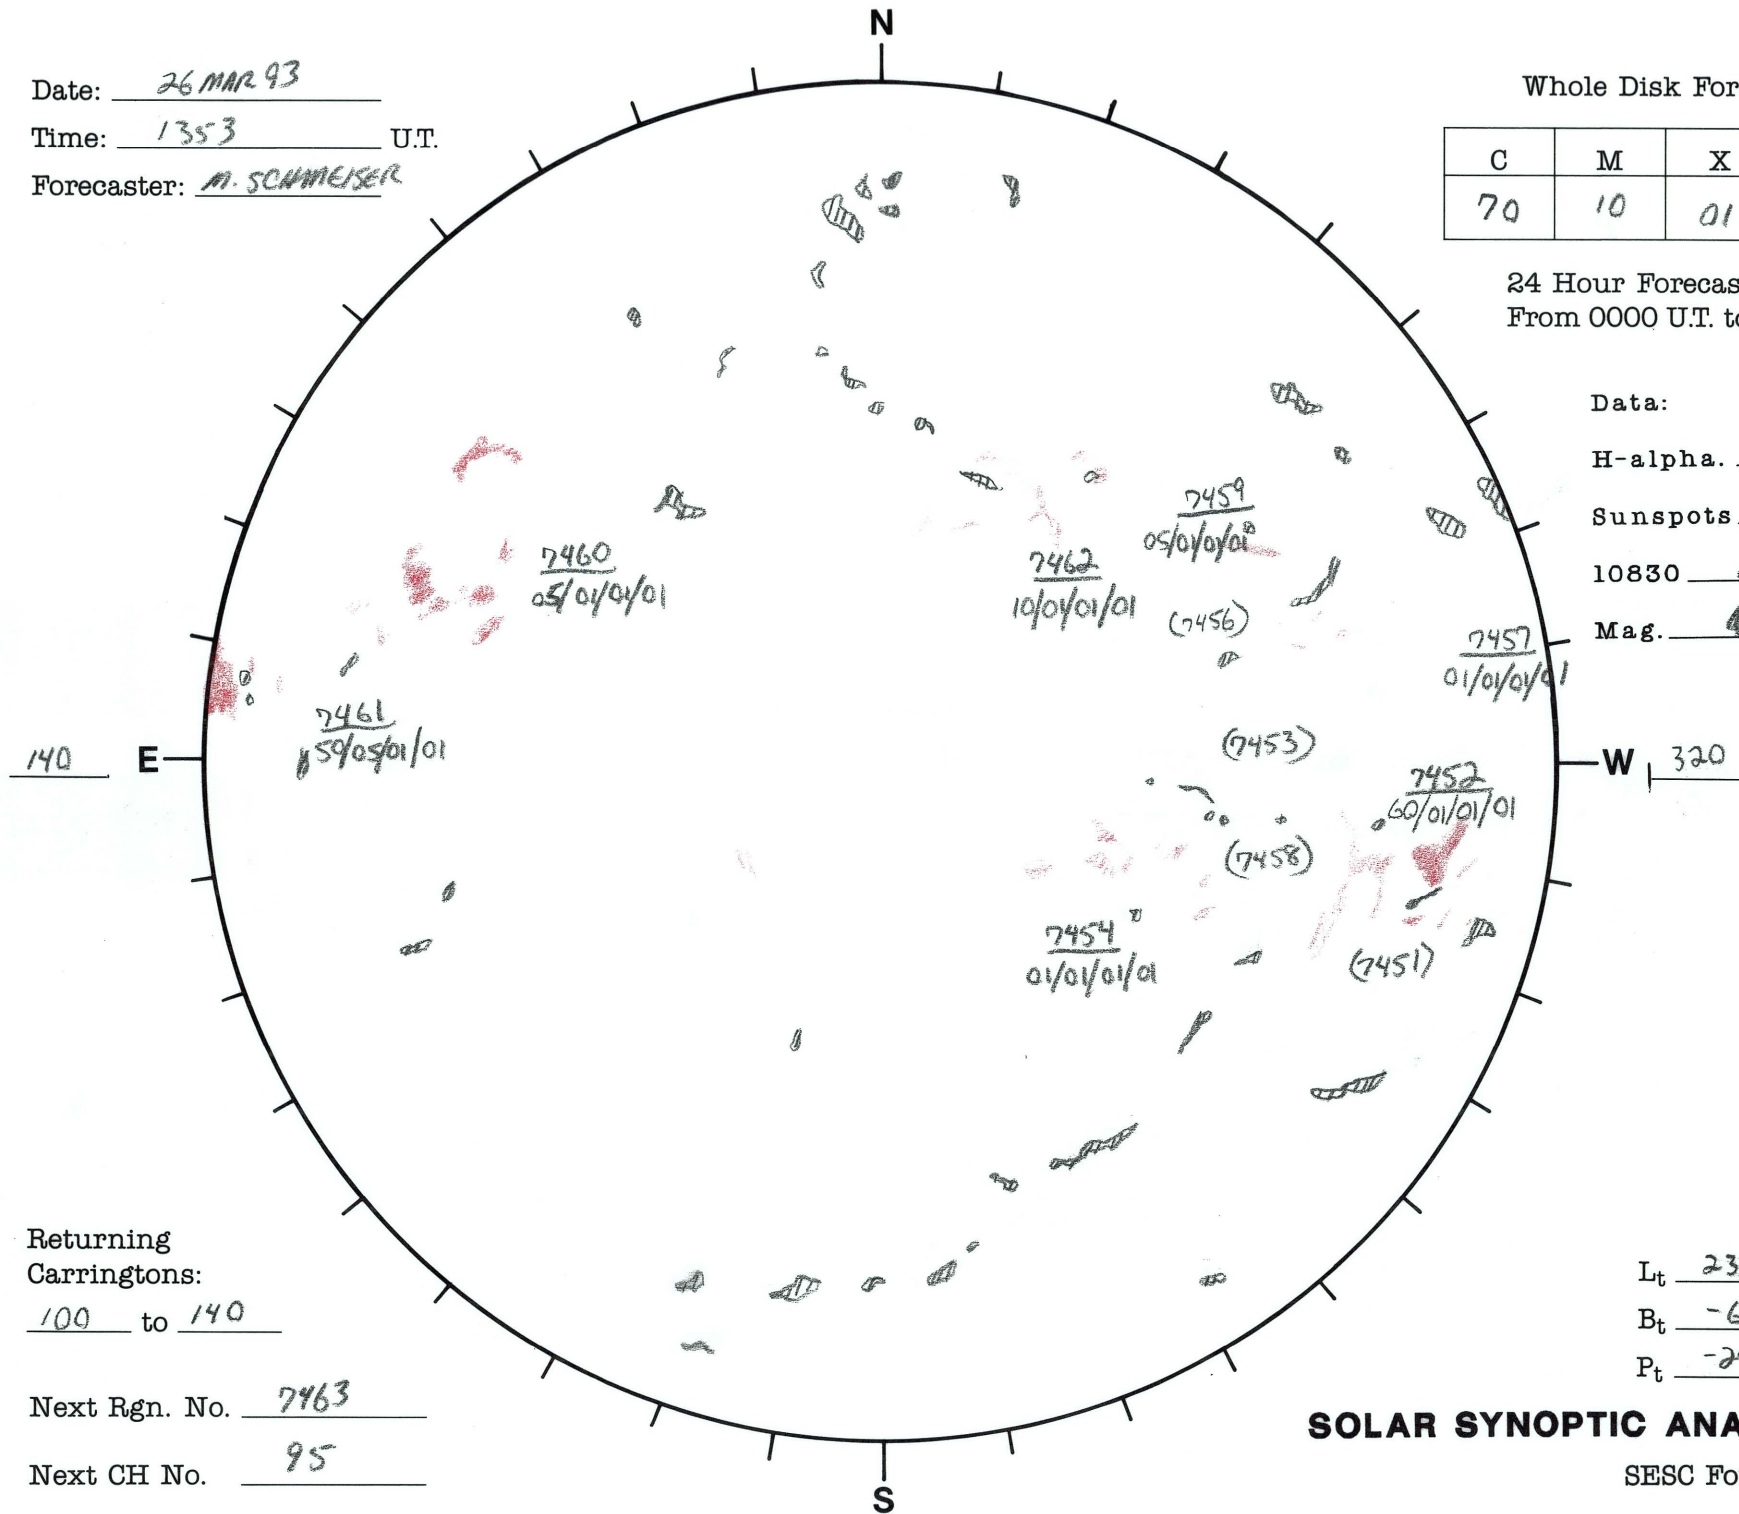 N
Date: 26 MAR 93
Time: 1353 U.T.
Forecaster: M. SCHMEISER
Whole Disk For
C M X
70 10 01
24 Hour Forecas
From 0000 U.T. to
Data:
H-alpha.
Sunspots
10830
Mag.
7459
05/01/01/01
7460
05/01/01/01
7462
10/01/01/01
(7456)
7457
01/01/01/01
7461
50/05/01/01
(7453)
140 E
W 320
7452
60/01/01/01
(7458)
7454
01/01/01/01
(7451)
Returning
Carringtons:
100 to 140
Next Rgn. No. 7463
Next CH No. 95
Lt 23
Bt -6
Pt -2
SOLAR SYNOPTIC ANA
SESC Fo
S